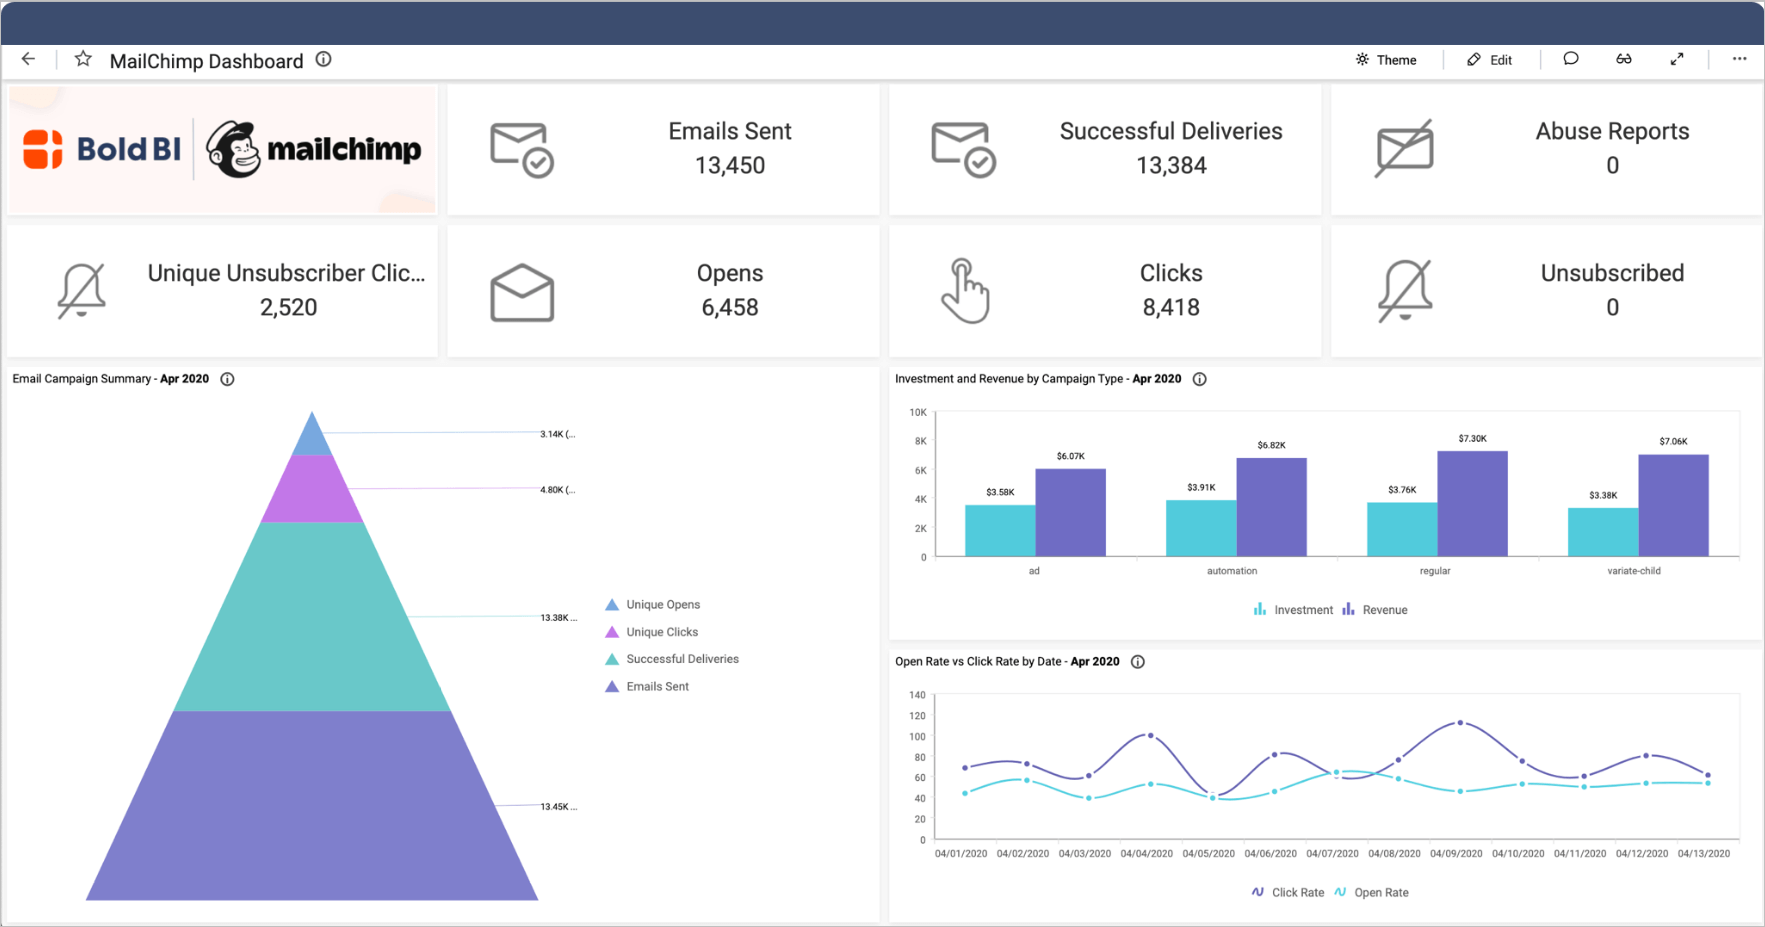 MailChimp Dashboard
Theme
Edit
Bold BI
mailchimp
Emails Sent
13,450
Successful Deliveries
13,384
Abuse Reports
0
Unique Unsubscriber Clic...
2,520
Opens
6,458
Clicks
8,418
Unsubscribed
0
Email Campaign Summary - Apr 2020
3.14K (...
4.80K (...
13.38K ...
13.45K ...
Unique Opens
Unique Clicks
Successful Deliveries
Emails Sent
Investment and Revenue by Campaign Type - Apr 2020
10K
8K
6K
4K
2K
0
$3.58K
$6.07K
$3.91K
$6.82K
$3.76K
$7.30K
$3.38K
$7.06K
ad
automation
regular
variate-child
Investment
Revenue
Open Rate vs Click Rate by Date - Apr 2020
140
120
100
80
60
40
20
0
04/01/2020
04/02/2020
04/03/2020
04/04/2020
04/05/2020
04/06/2020
04/07/2020
04/08/2020
04/09/2020
04/10/2020
04/11/2020
04/12/2020
04/13/2020
Click Rate
Open Rate